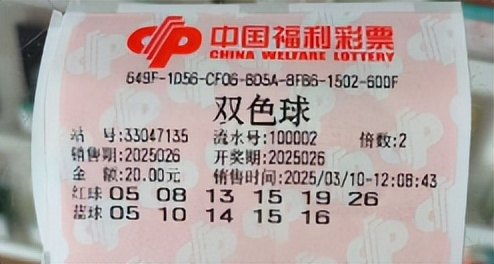 中国福利彩票
CHINA WELFARE LOTTERY
649F-1D56-CF06-8D5A-8FB6-1502-600F
双色球
站 号:33047135 流水号:100002 倍数:2
销售期:2025026 开奖期:2025026
金 额:20.00元 销售时间:2025/03/10-12:06:43
红球 05 08 13 15 19 26
蓝球 05 10 14 15 16